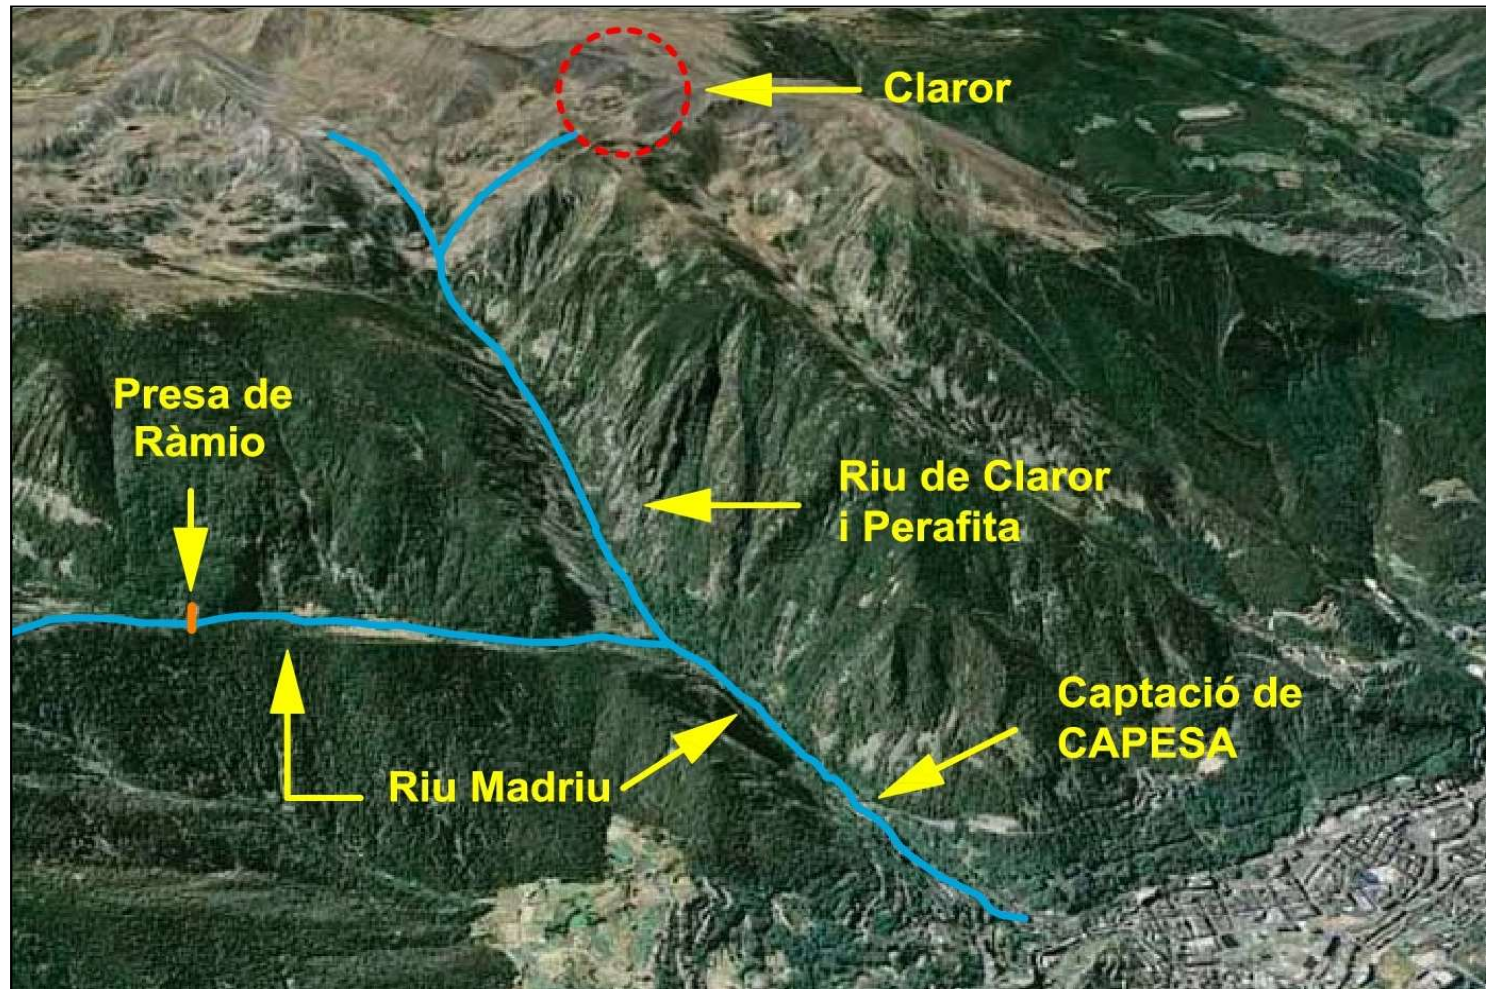 Claror
Presa de
Ràmio
Riu de Claror
i Perafita
Captació de
CAPESA
Riu Madriu